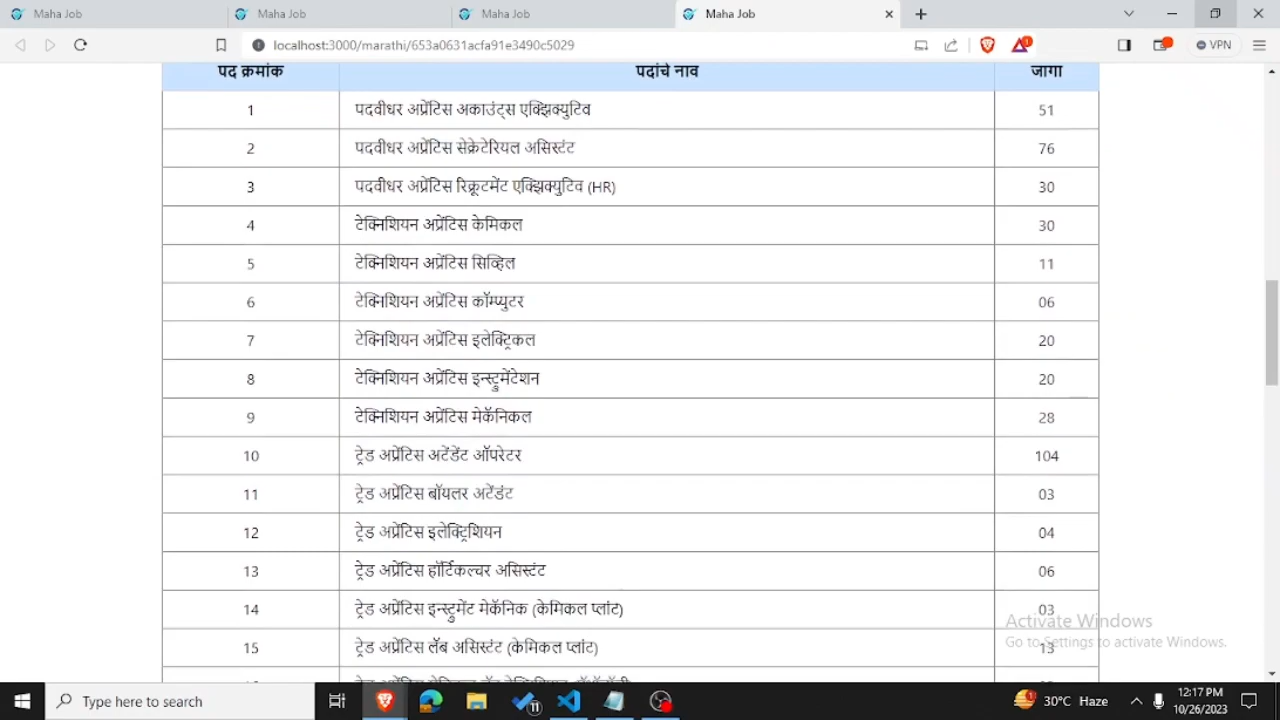 Maha Job
Maha Job
Maha Job
Maha Job
localhost:3000/marathi/653a0631acfa91e3490c5029
1
VPN
पद क्रमांक पदांचे नाव जागा
1 पदवीधर अप्रेंटिस अकाउंट्स एक्झिक्युटिव 51
2 पदवीधर अप्रेंटिस सेक्रेटेरियल असिस्टंट 76
3 पदवीधर अप्रेंटिस रिक्रूटमेंट एक्झिक्युटिव (HR) 30
4 टेक्निशियन अप्रेंटिस केमिकल 30
5 टेक्निशियन अप्रेंटिस सिव्हिल 11
6 टेक्निशियन अप्रेंटिस कॉम्प्युटर 06
7 टेक्निशियन अप्रेंटिस इलेक्ट्रिकल 20
8 टेक्निशियन अप्रेंटिस इन्स्ट्रुमेंटेशन 20
9 टेक्निशियन अप्रेंटिस मेकॅनिकल 28
10 ट्रेड अप्रेंटिस अटेंडेंट ऑपरेटर 104
11 ट्रेड अप्रेंटिस बॉयलर अटेंडंट 03
12 ट्रेड अप्रेंटिस इलेक्ट्रिशियन 04
13 ट्रेड अप्रेंटिस हॉर्टिकल्चर असिस्टंट 06
14 ट्रेड अप्रेंटिस इन्स्ट्रुमेंट मेकॅनिक (केमिकल प्लांट) 03
15 ट्रेड अप्रेंटिस लॅब असिस्टंट (केमिकल प्लांट) 13
Activate Windows
Go to Settings to activate Windows.
Type here to search
11
30°C Haze
12:17 PM
10/26/2023